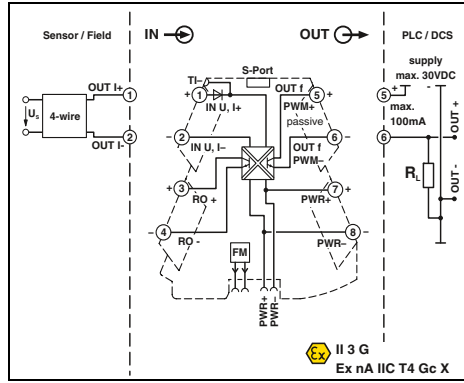 Sensor / Field
IN
OUT
PLC / DCS
S-Port
supply
max. 30VDC
TI–
OUT I+
1
+
1
OUT f
5
+
5
+
-
IN U, I+
PWM+
max.
100mA
Us
4-wire
passive
OUT +
OUT I-
2
–
2
IN U, I–
OUT f
6
–
6
PWM–
RL
+
3
RO +
7
+
PWR+
OUT -
–
4
RO -
8
–
PWR–
FM
PWR+
PWR–
Ex
II 3 G
Ex nA IIC T4 Gc X